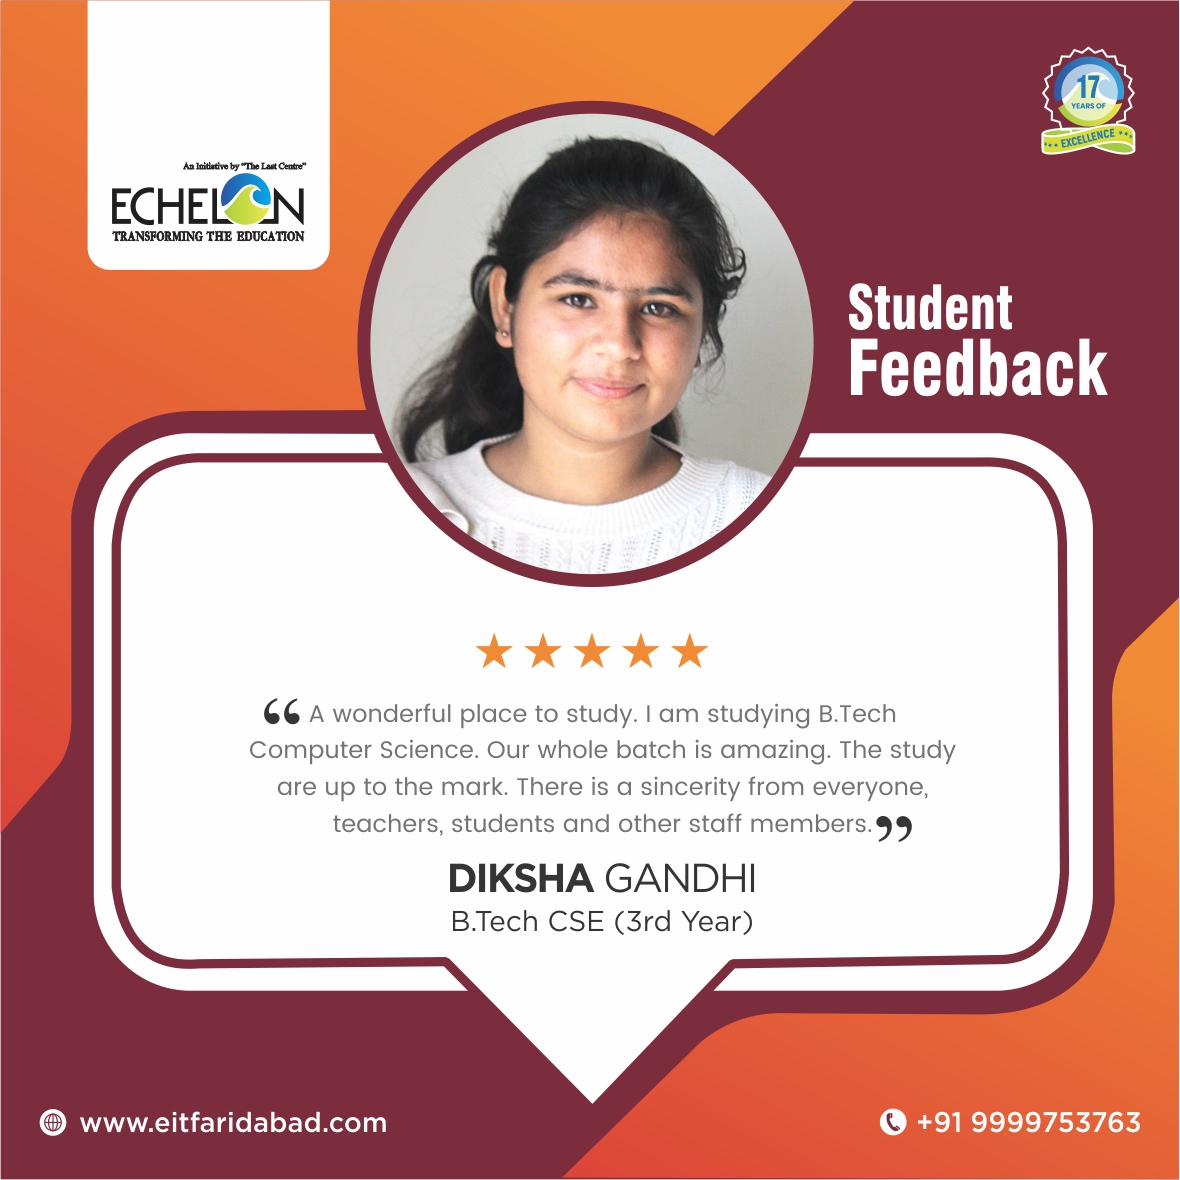 An Initiative by "The Last Centre"
ECHELON
TRANSFORMING THE EDUCATION
17
YEARS OF
EXCELLENCE
Student
Feedback
“ A wonderful place to study. I am studying B.Tech
Computer Science. Our whole batch is amazing. The study
are up to the mark. There is a sincerity from everyone,
teachers, students and other staff members.”
DIKSHA GANDHI
B.Tech CSE (3rd Year)
www.eitfaridabad.com
+91 9999753763